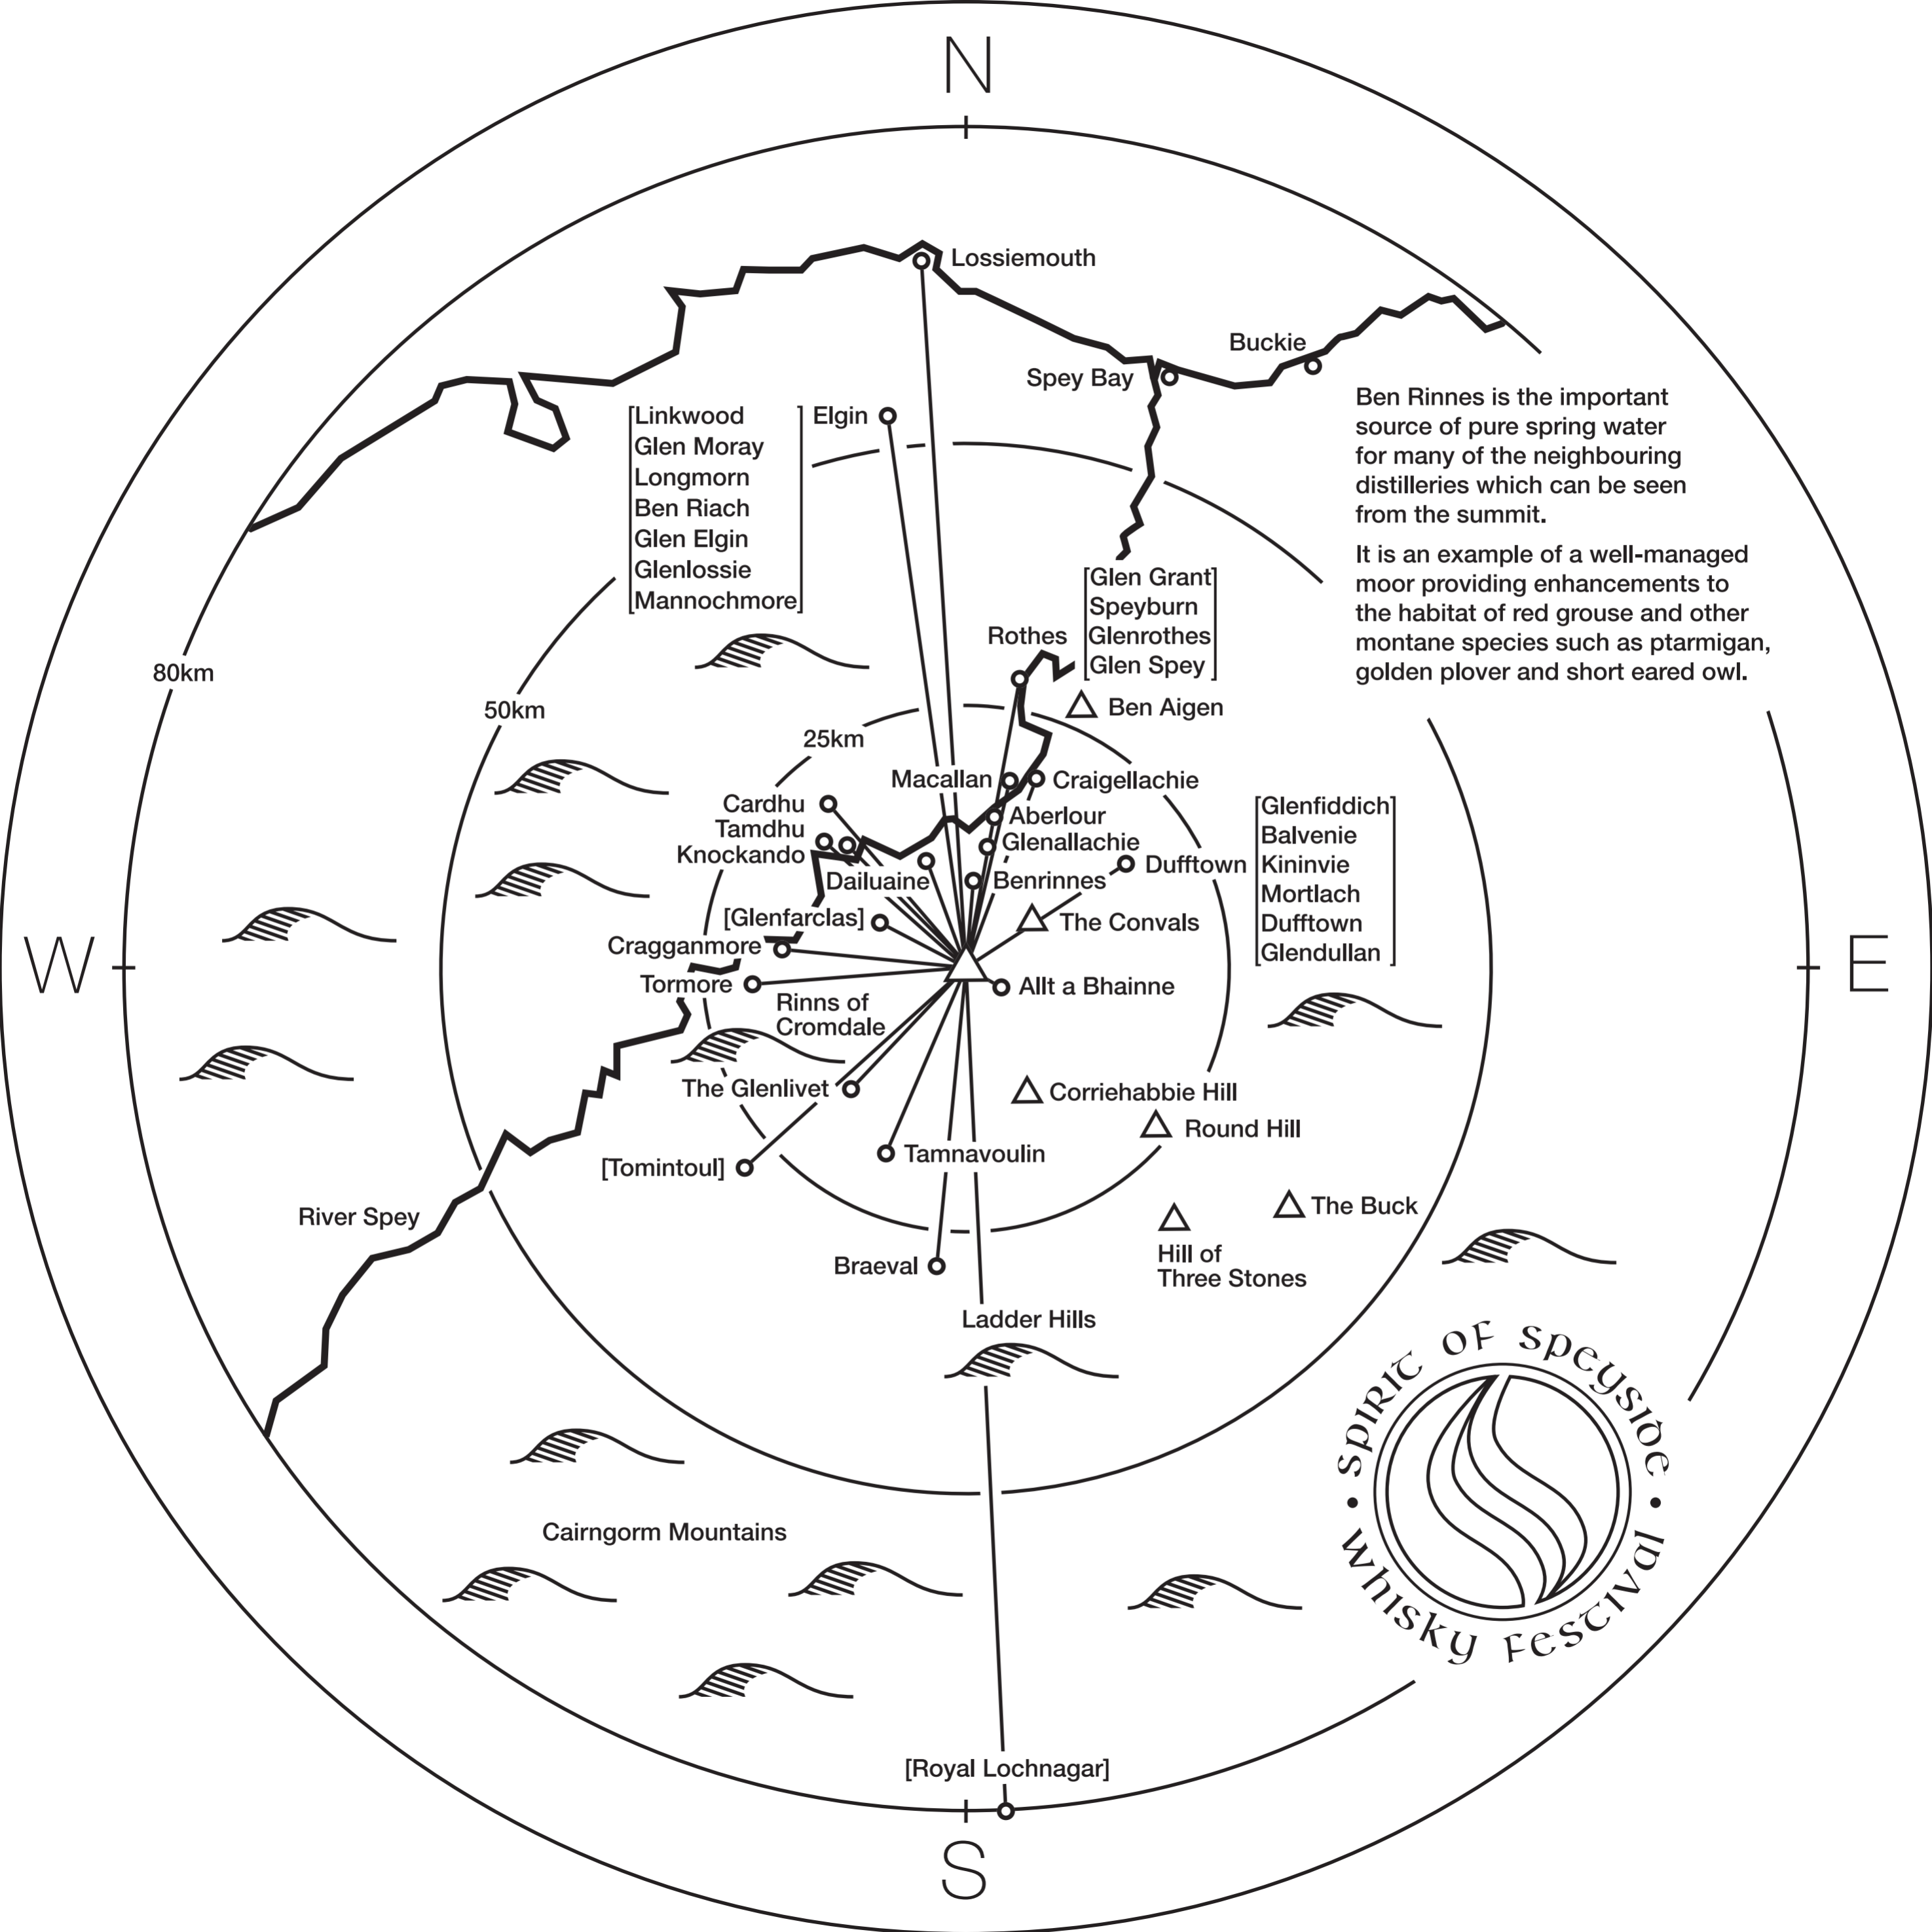 N
Lossiemouth
Buckie
Spey Bay
Elgin
[Linkwood
Glen Moray
Longmorn
Ben Riach
Glen Elgin
Glenlossie
Mannochmore]
Ben Rinnes is the important
source of pure spring water
for many of the neighbouring
distilleries which can be seen
from the summit.
It is an example of a well-managed
moor providing enhancements to
the habitat of red grouse and other
montane species such as ptarmigan,
golden plover and short eared owl.
[Glen Grant]
Speyburn
Glenrothes
Glen Spey
Rothes
Ben Aigen
80km
50km
25km
Macallan
Craigellachie
Cardhu
Aberlour
Tamdhu
Glenallachie
Knockando
Dufftown
[Glenfiddich]
Balvenie
Kininvie
Mortlach
Dufftown
Glendullan
Dailuaine
Benrinnes
[Glenfarclas]
The Convals
Cragganmore
W
E
Tormore
Allt a Bhainne
Rinns of
Cromdale
The Glenlivet
Corriehabbie Hill
Round Hill
Tamnavoulin
[Tomintoul]
The Buck
River Spey
Hill of
Three Stones
Braeval
Ladder Hills
Cairngorm Mountains
SPIRIT OF SPEYSIDE
• WHISKY FESTIVAL •
[Royal Lochnagar]
S